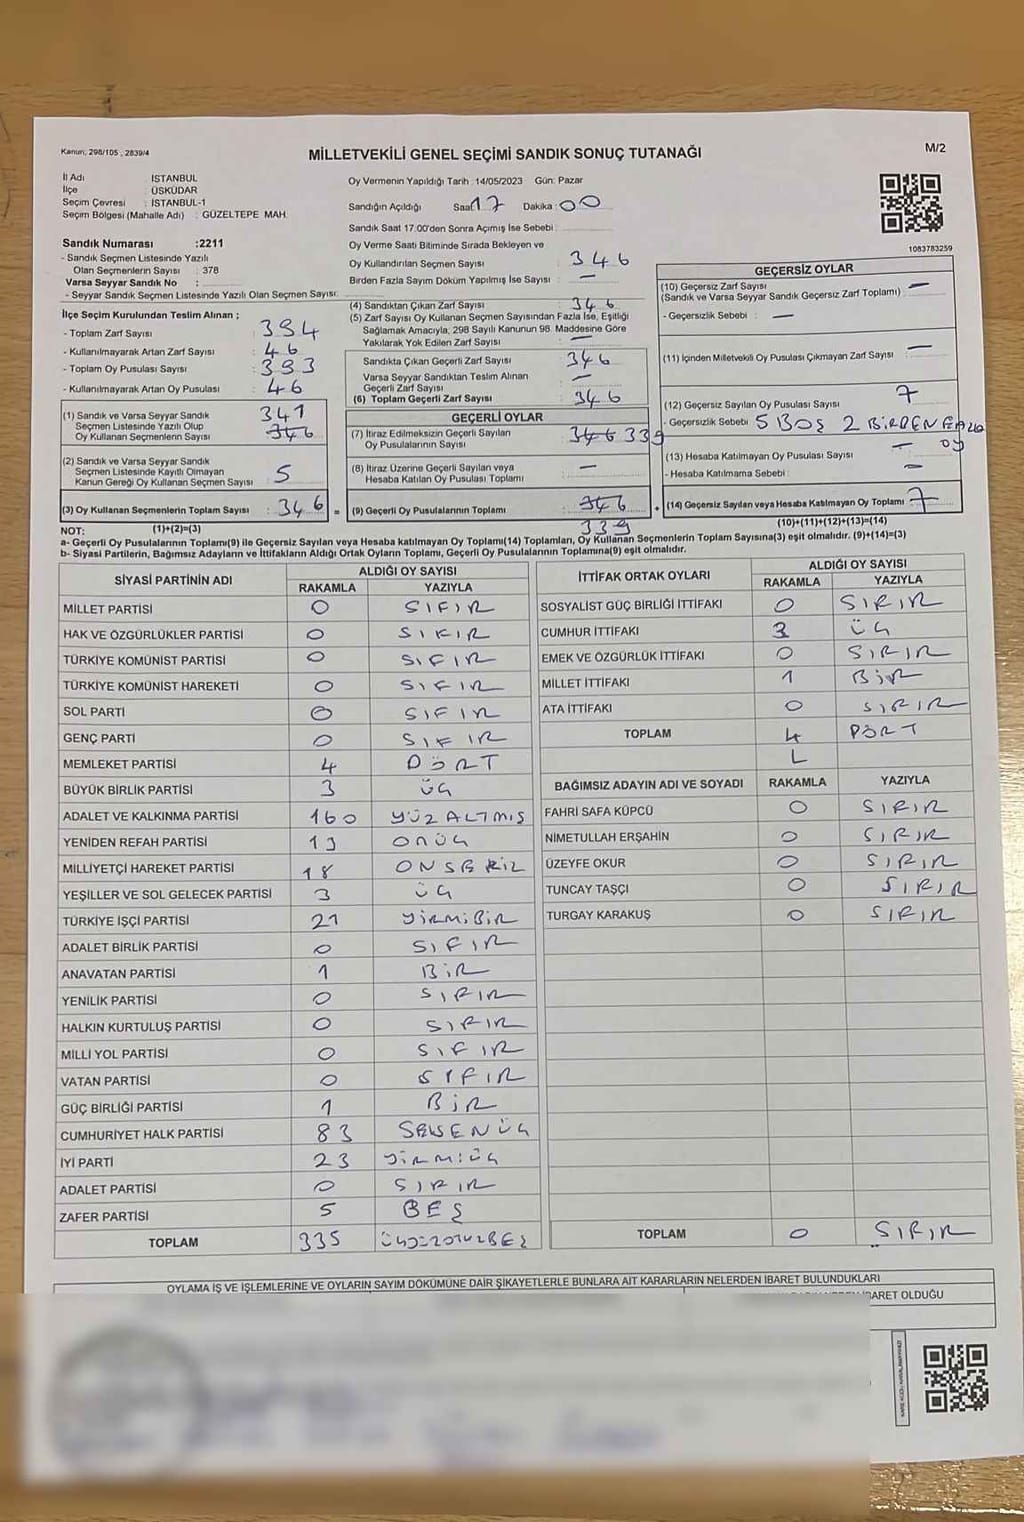 Kanun, 298/105 , 2839/4
MİLLETVEKİLİ GENEL SEÇİMİ SANDIK SONUÇ TUTANAĞI
M/2
İl Adı İSTANBUL
İlçe ÜSKÜDAR
Seçim Çevresi : İSTANBUL-1
Seçim Bölgesi (Mahalle Adı) : GÜZELTEPE MAH.
Sandık Numarası :2211
- Sandık Seçmen Listesinde Yazılı
Olan Seçmenlerin Sayısı : 378
Varsa Seyyar Sandık No :
- Seyyar Sandık Seçmen Listesinde Yazılı Olan Seçmen Sayısı:
İlçe Seçim Kurulundan Teslim Alınan ;
- Toplam Zarf Sayısı : 394
- Kullanılmayarak Artan Zarf Sayısı : 46
- Toplam Oy Pusulası Sayısı : 393
- Kullanılmayarak Artan Oy Pusulası : 46
(1) Sandık ve Varsa Seyyar Sandık 341
Seçmen Listesinde Yazılı Olup : 346
Oy Kullanan Seçmenlerin Sayısı
(2) Sandık ve Varsa Seyyar Sandık
Seçmen Listesinde Kayıtlı Olmayan : 5
Kanun Gereği Oy Kullanan Seçmen Sayısı
(3) Oy Kullanan Seçmenlerin Toplam Sayısı : 346 =
Oy Vermenin Yapıldığı Tarih :14/05/2023 Gün: Pazar
Sandığın Açıldığı Saat 17 Dakika : 00
Sandık Saat 17.00'den Sonra Açımış İse Sebebi :
Oy Verme Saati Bitiminde Sırada Bekleyen ve
Oy Kullandırılan Seçmen Sayısı : 346
Birden Fazla Sayım Döküm Yapılmış İse Sayısı : —
(4) Sandıktan Çıkan Zarf Sayısı : 346
(5) Zarf Sayısı Oy Kullanan Seçmen Sayısından Fazla İse, Eşitliği
Sağlamak Amacıyla, 298 Sayılı Kanunun 98. Maddesine Göre
Yakılarak Yok Edilen Zarf Sayısı : —
Sandıkta Çıkan Geçerli Zarf Sayısı : 346
Varsa Seyyar Sandıktan Teslim Alınan
Geçerli Zarf Sayısı : —
(6) Toplam Geçerli Zarf Sayısı : 346
GEÇERLİ OYLAR
(7) İtiraz Edilmeksizin Geçerli Sayılan
Oy Pusulalarının Sayısı : 346 339
(8) İtiraz Üzerine Geçerli Sayılan veya
Hesaba Katılan Oy Pusulası Toplamı : —
(9) Geçerli Oy Pusulalarının Toplamı : 346 +
339
1083783259
GEÇERSİZ OYLAR
(10) Geçersiz Zarf Sayısı : —
(Sandık ve Varsa Seyyar Sandık Geçersiz Zarf Toplamı)
- Geçersizlik Sebebi : —
(11) İçinden Milletvekili Oy Pusulası Çıkmayan Zarf Sayısı : —
(12) Geçersiz Sayılan Oy Pusulası Sayısı : 7
- Geçersizlik Sebebi : 5 BOŞ 2 BİRDEN FAZLA
OY
(13) Hesaba Katılmayan Oy Pusulası Sayısı : —
- Hesaba Katılmama Sebebi : —
(14) Geçersiz Sayılan veya Hesaba Katılmayan Oy Toplamı : 7
NOT: (1)+(2)=(3) (10)+(11)+(12)+(13)=(14)
a- Geçerli Oy Pusulalarının Toplamı(9) ile Geçersiz Sayılan veya Hesaba katılmayan Oy Toplamı(14) Toplamları, Oy Kullanan Seçmenlerin Toplam Sayısına(3) eşit olmalıdır. (9)+(14)=(3)
b- Siyasi Partilerin, Bağımsız Adayların ve İttifakların Aldığı Ortak Oyların Toplamı, Geçerli Oy Pusulalarının Toplamına(9) eşit olmalıdır.
SİYASİ PARTİNİN ADI ALDIĞI OY SAYISI
RAKAMLA YAZIYLA
MİLLET PARTİSİ 0 SIFIR
HAK VE ÖZGÜRLÜKLER PARTİSİ 0 SIFIR
TÜRKİYE KOMÜNİST PARTİSİ 0 SIFIR
TÜRKİYE KOMÜNİST HAREKETİ 0 SIFIR
SOL PARTİ 0 SIFIR
GENÇ PARTİ 0 SIFIR
MEMLEKET PARTİSİ 4 DÖRT
BÜYÜK BİRLİK PARTİSİ 3 ÜÇ
ADALET VE KALKINMA PARTİSİ 160 YÜZALTMIŞ
YENİDEN REFAH PARTİSİ 13 ONÜÇ
MİLLİYETÇİ HAREKET PARTİSİ 18 ONSEKİZ
YEŞİLLER VE SOL GELECEK PARTİSİ 3 ÜÇ
TÜRKİYE İŞÇİ PARTİSİ 21 YİRMİBİR
ADALET BİRLİK PARTİSİ 0 SIFIR
ANAVATAN PARTİSİ 1 BİR
YENİLİK PARTİSİ 0 SIFIR
HALKIN KURTULUŞ PARTİSİ 0 SIFIR
MİLLİ YOL PARTİSİ 0 SIFIR
VATAN PARTİSİ 0 SIFIR
GÜÇ BİRLİĞİ PARTİSİ 1 BİR
CUMHURİYET HALK PARTİSİ 83 SEKSENÜÇ
İYİ PARTİ 23 YİRMİÜÇ
ADALET PARTİSİ 0 SIFIR
ZAFER PARTİSİ 5 BEŞ
TOPLAM 335 ÜÇYÜZOTUZBEŞ
İTTİFAK ORTAK OYLARI ALDIĞI OY SAYISI
RAKAMLA YAZIYLA
SOSYALİST GÜÇ BİRLİĞİ İTTİFAKI 0 SIFIR
CUMHUR İTTİFAKI 3 ÜÇ
EMEK VE ÖZGÜRLÜK İTTİFAKI 0 SIFIR
MİLLET İTTİFAKI 1 BİR
ATA İTTİFAKI 0 SIFIR
TOPLAM 4 DÖRT
BAĞIMSIZ ADAYIN ADI VE SOYADI RAKAMLA YAZIYLA
FAHRİ SAFA KÜPCÜ 0 SIFIR
NİMETULLAH ERŞAHİN 0 SIFIR
ÜZEYFE OKUR 0 SIFIR
TUNCAY TAŞÇI 0 SIFIR
TURGAY KARAKUŞ 0 SIFIR
TOPLAM 0 SIFIR
OYLAMA İŞ VE İŞLEMLERİNE VE OYLARIN SAYIM DÖKÜMÜNE DAİR ŞİKAYETLERLE BUNLARA AİT KARARLARIN NELERDEN İBARET BULUNDUKLARI
İBARET OLDUĞU